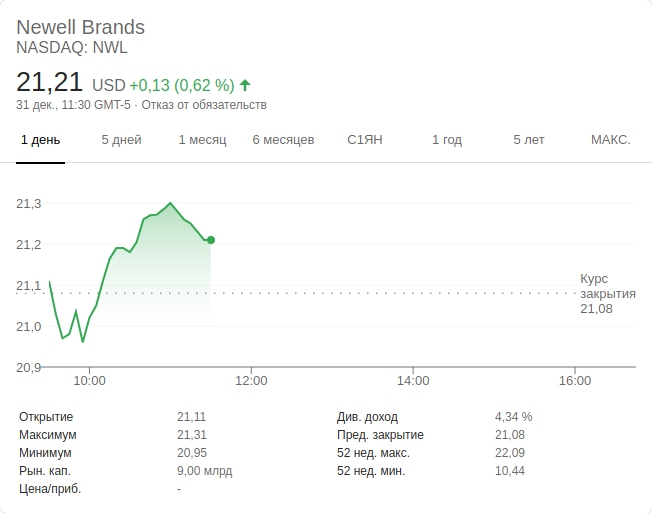 Newell Brands
NASDAQ: NWL
21,21 USD +0,13 (0,62 %)
31 дек., 11:30 GMT-5 · Отказ от обязательств
1 день 5 дней 1 месяц 6 месяцев С1ЯН 1 год 5 лет МАКС.
21,3
21,2
21,1
21,0
20,9
Курс
закрытия
21,08
10:00 12:00 14:00 16:00
Открытие 21,11 Див. доход 4,34 %
Максимум 21,31 Пред. закрытие 21,08
Минимум 20,95 52 нед. макс. 22,09
Рын. кап. 9,00 млрд 52 нед. мин. 10,44
Цена/приб. -